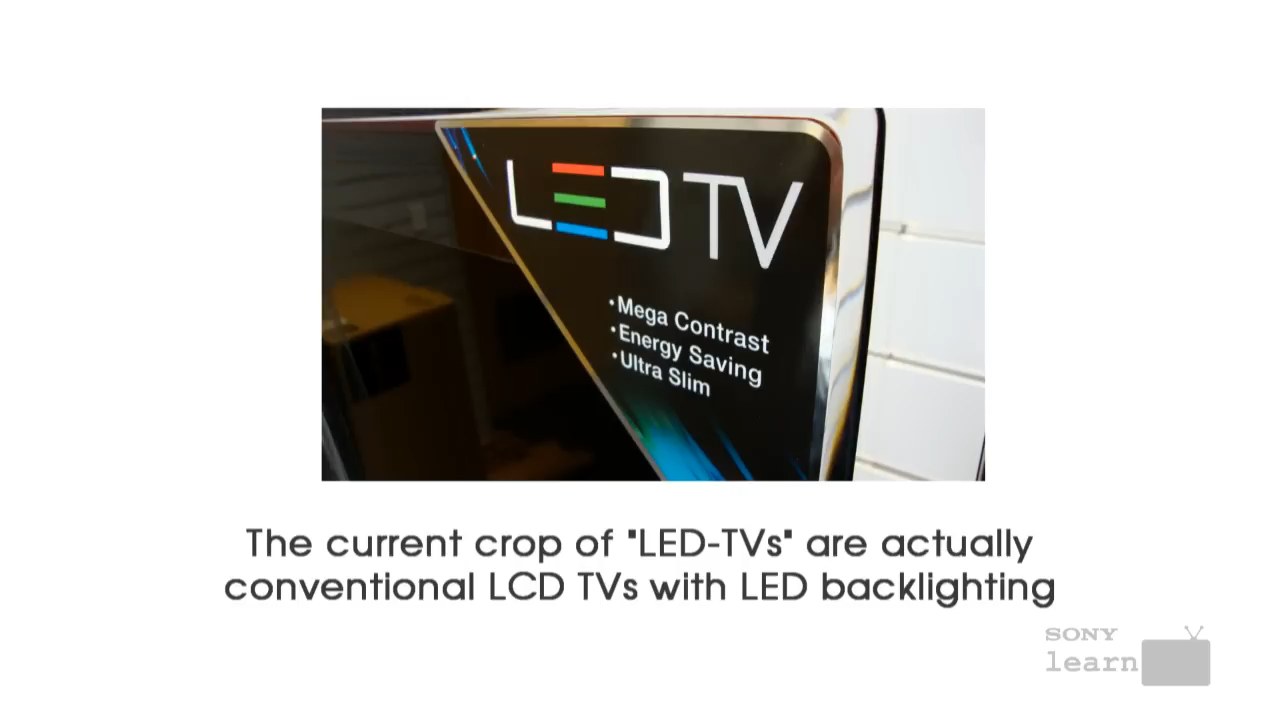 LED TV
• Mega Contrast
• Energy Saving
• Ultra Slim
The current crop of "LED-TVs" are actually
conventional LCD TVs with LED backlighting
SONY
learn